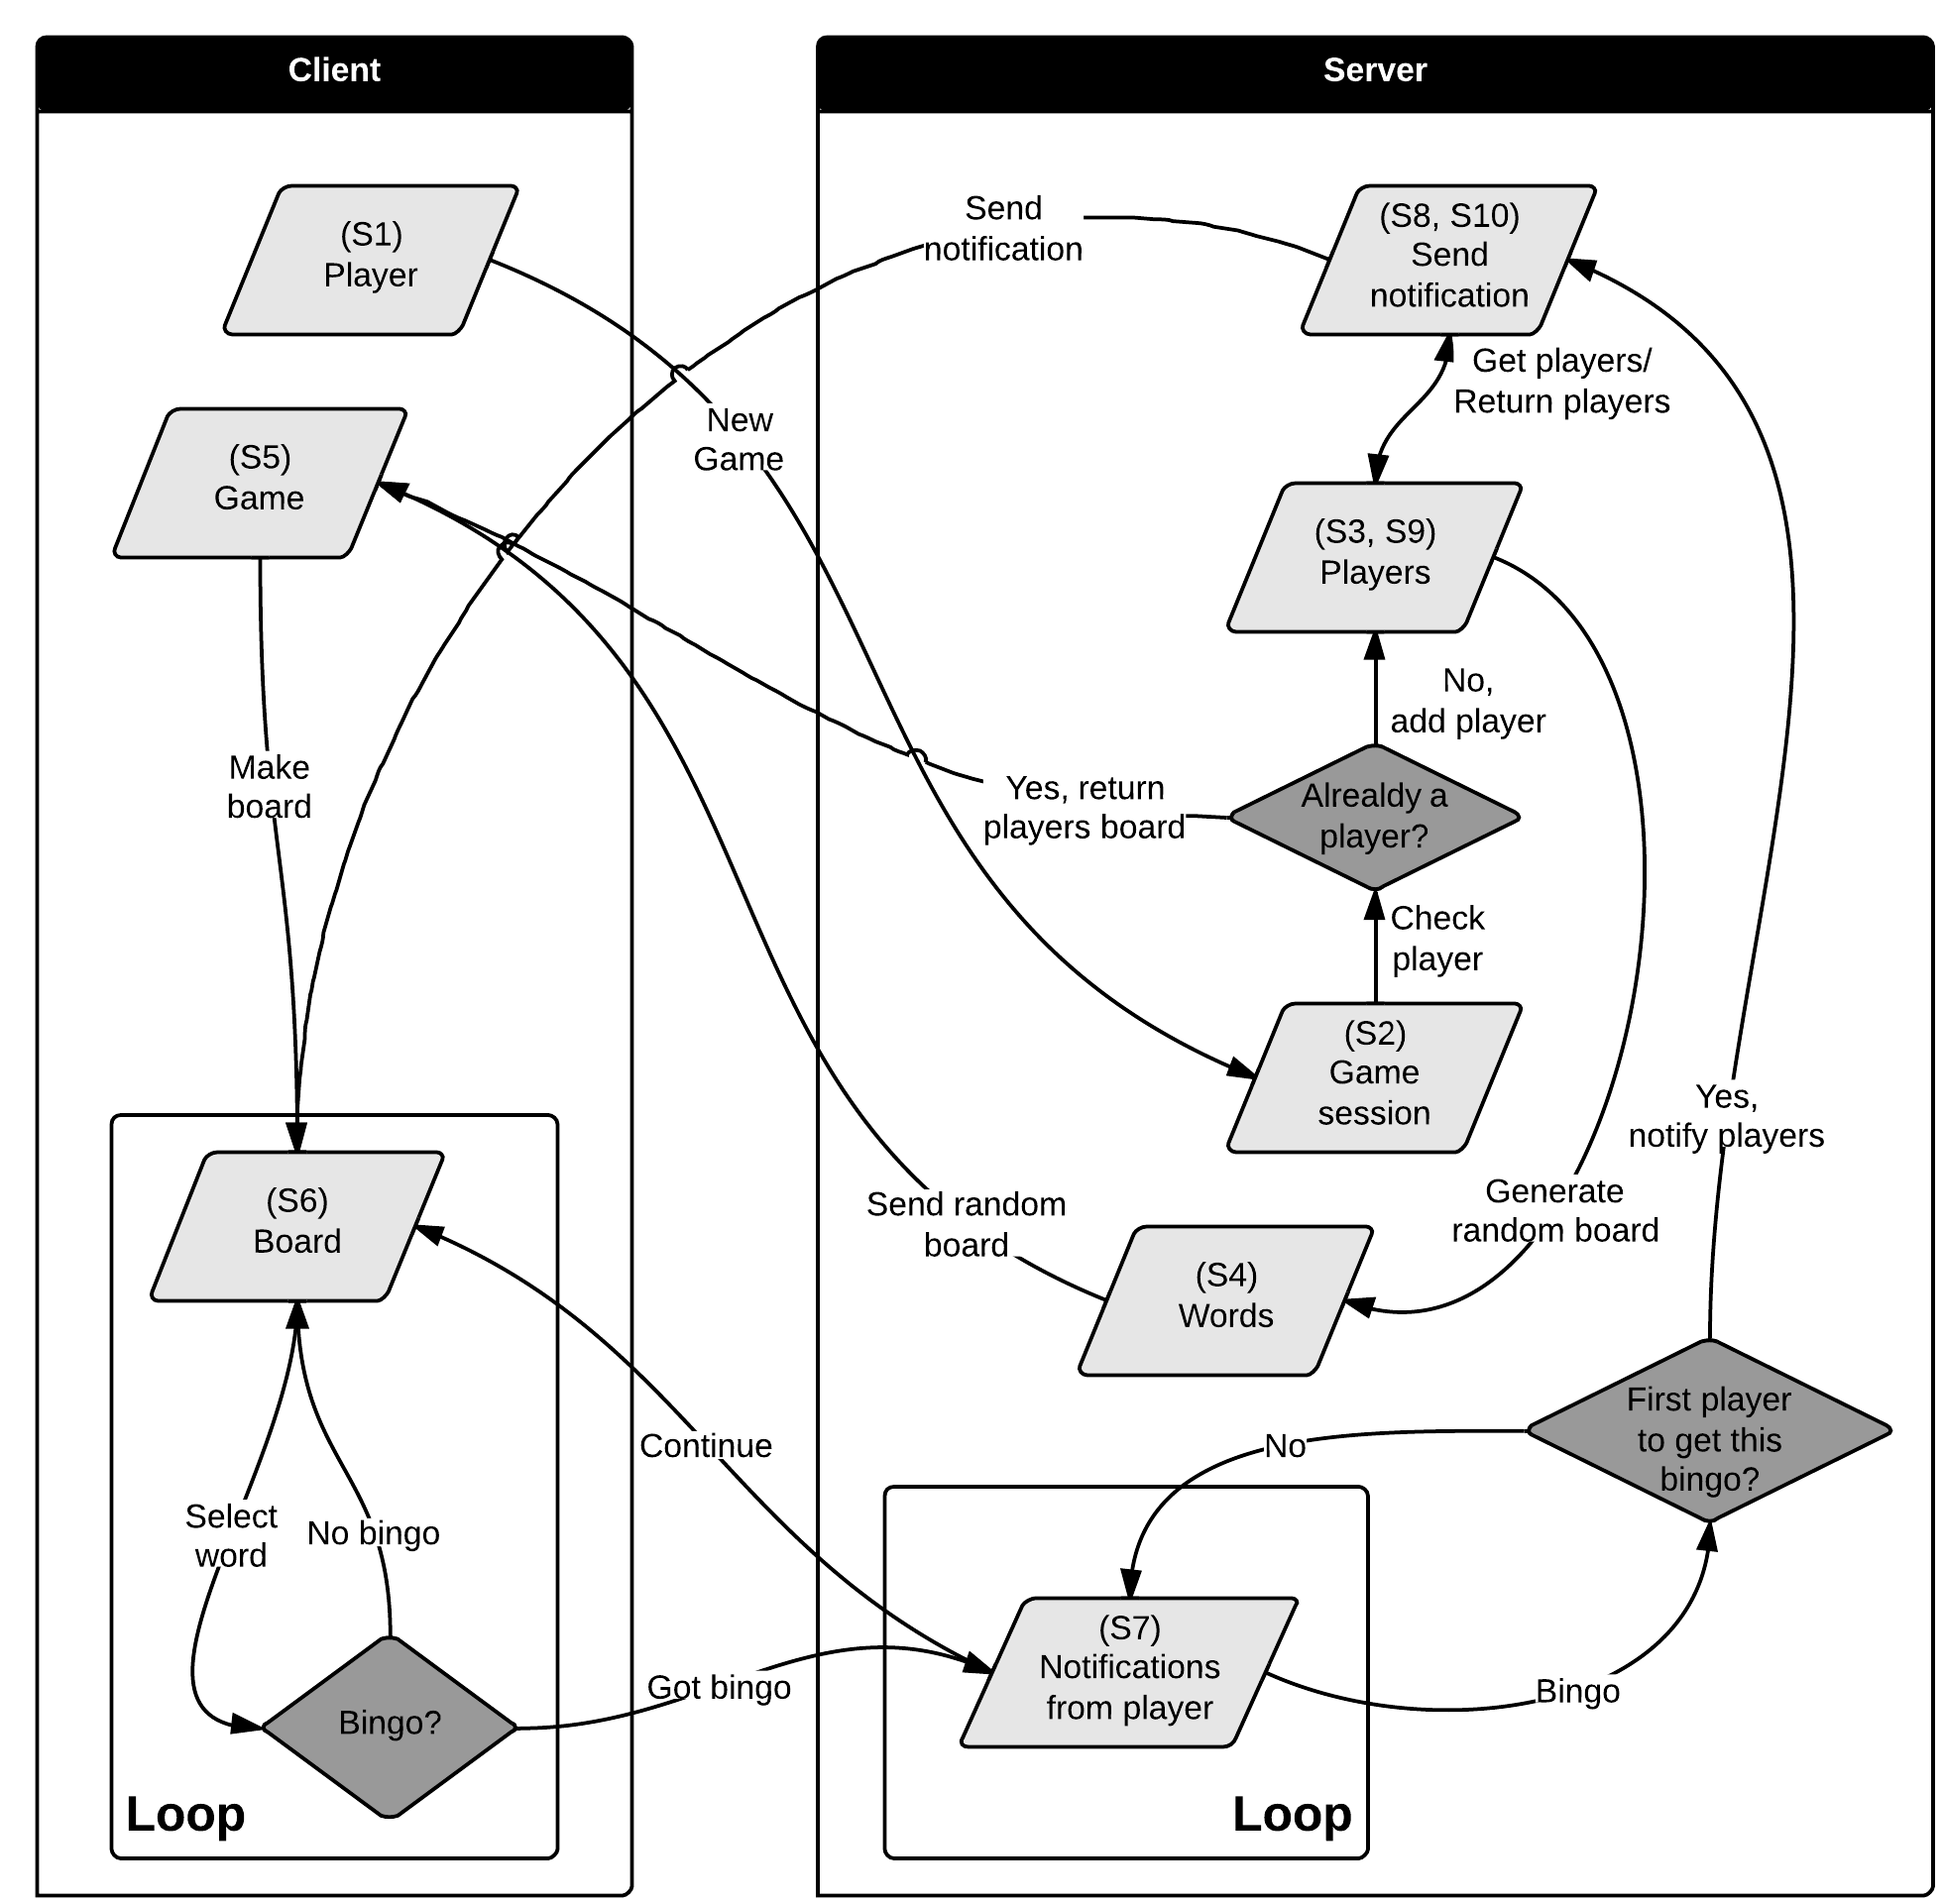 Client
Server
(S1)
Player
Send
notification
(S8, S10)
Send
notification
Get players/
Return players
New
Game
(S5)
Game
(S3, S9)
Players
No,
add player
Make
board
Yes, return
players board
Alrealdy a
player?
Check
player
(S2)
Game
session
Yes,
notify players
Generate
random board
Send random
board
(S6)
Board
(S4)
Words
Continue
No
First player
to get this
bingo?
Select
word
No bingo
(S7)
Notifications
from player
Got bingo
Bingo
Bingo?
Loop
Loop